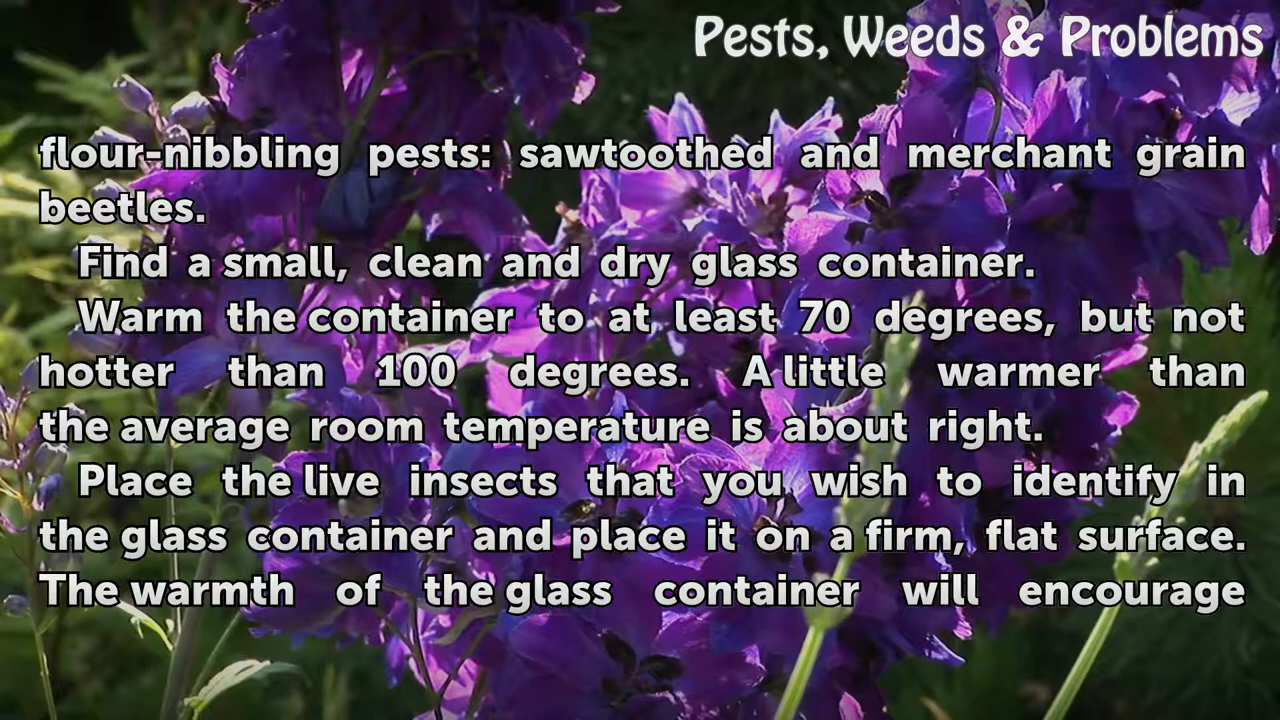 Pests, Weeds & Problems
flour-nibbling pests: sawtoothed and merchant grain
beetles.
Find a small, clean and dry glass container.
Warm the container to at least 70 degrees, but not
hotter than 100 degrees. A little warmer than
the average room temperature is about right.
Place the live insects that you wish to identify in
the glass container and place it on a firm, flat surface.
The warmth of the glass container will encourage